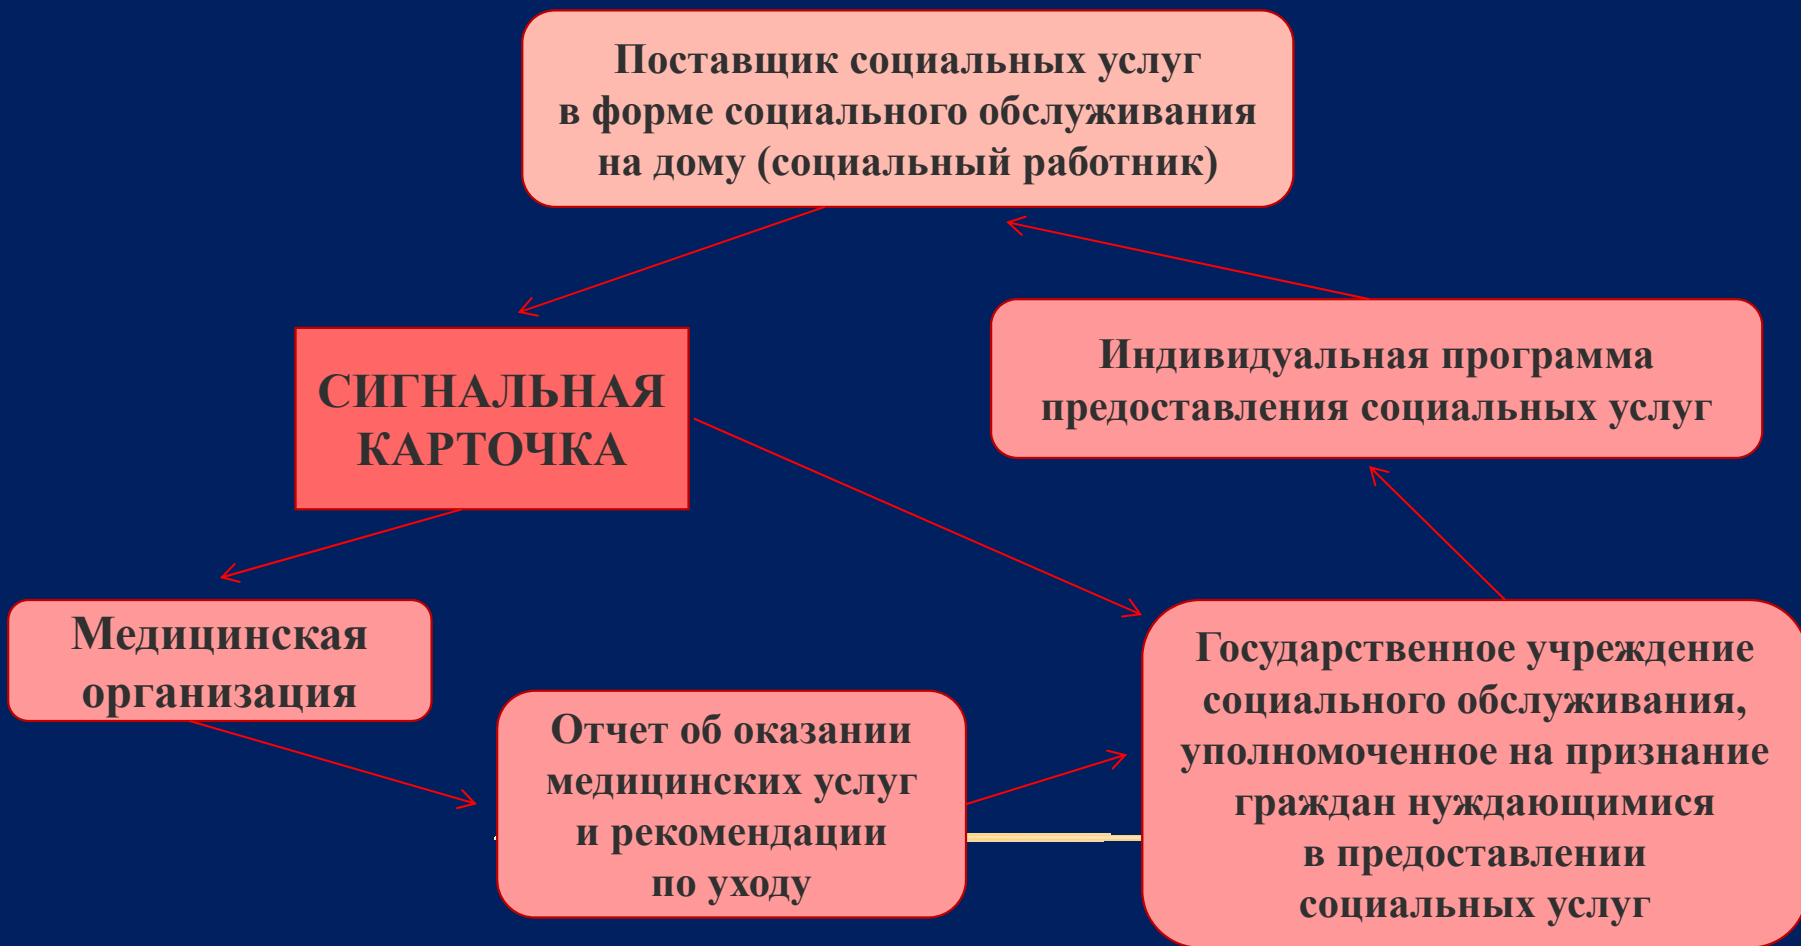 Поставщик социальных услуг
в форме социального обслуживания
на дому (социальный работник)
СИГНАЛЬНАЯ
КАРТОЧКА
Индивидуальная программа
предоставления социальных услуг
Медицинская
организация
Отчет об оказании
медицинских услуг
и рекомендации
по уходу
Государственное учреждение
социального обслуживания,
уполномоченное на признание
граждан нуждающимися
в предоставлении
социальных услуг